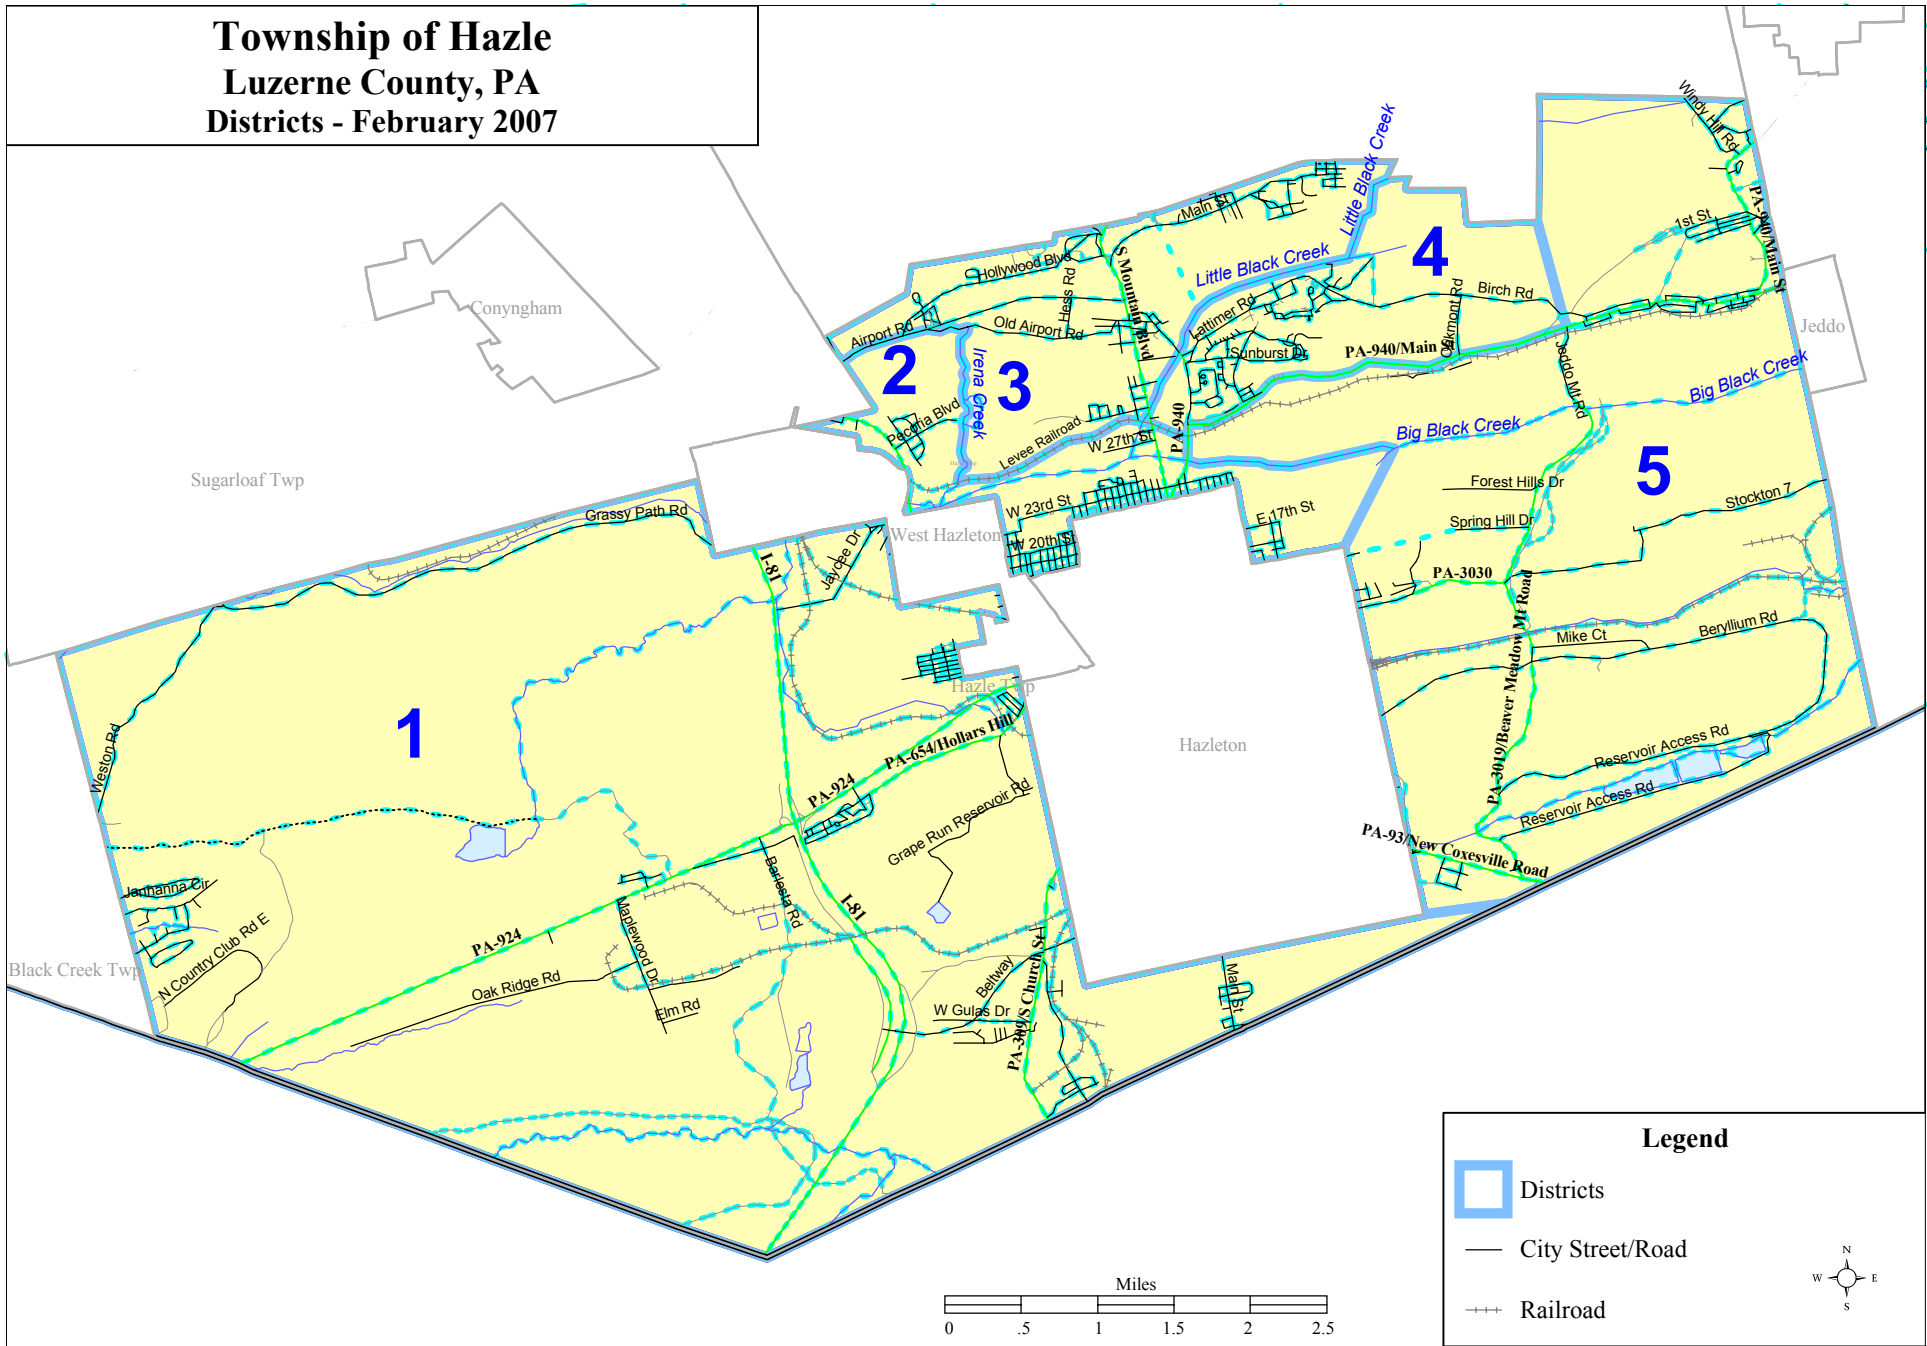 Township of Hazle
Luzerne County, PA
Districts - February 2007
Windy Hill Rd
Little Black Creek
Main St
1st St
PA-940/Main St
Conyngham
Hollywood Blvd
Hess Rd
S Mountain Blvd
Little Black Creek
4
Birch Rd
Oakmont Rd
Airport Rd
Old Airport Rd
Lattimer Rd
Sunburst Dr
PA-940/Main St
Jeddo
2
3
Irena Creek
Jeddo Mt Rd
Big Black Creek
Pecoria Blvd
Levee Railroad
W 27th St
PA-940
Big Black Creek
5
Sugarloaf Twp
Grassy Path Rd
Forest Hills Dr
Stockton 7
W 23rd St
E 17th St
Spring Hill Dr
West Hazleton
W 20th St
I-81
Jaycee Dr
PA-3030
PA-3019/Beaver Meadow Mt Road
Mike Ct
Beryllium Rd
Hazle Twp
1
Weston Rd
PA-654/Hollars Hill
Hazleton
Reservoir Access Rd
PA-924
Grape Run Reservoir Rd
Reservoir Access Rd
PA-93/New Coxesville Road
Barlesta Rd
Jannanna Cir
I-81
Maplewood Dr
PA-924
N Country Club Rd E
Black Creek Twp
Oak Ridge Rd
Elm Rd
Beltway
W Gulas Dr
PA-309/S Church St
Main St
Legend
Districts
City Street/Road
Railroad
N
W
E
S
Miles
0 .5 1 1.5 2 2.5